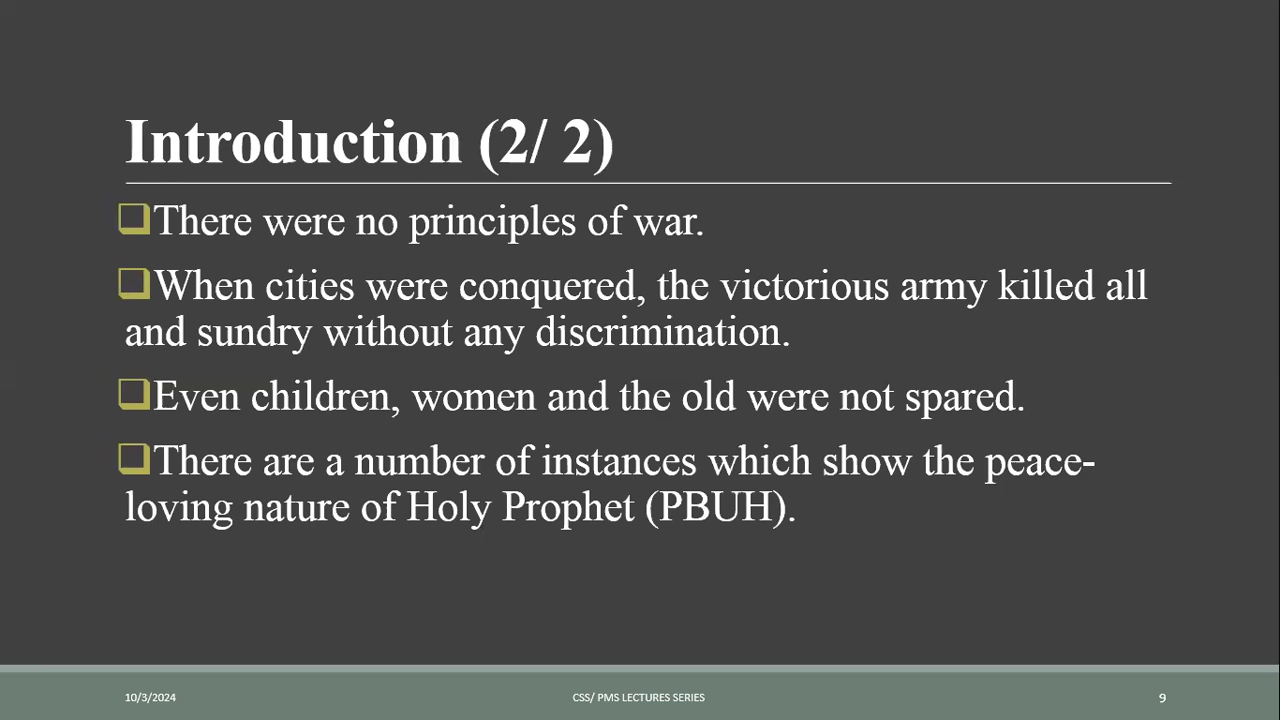 Introduction (2/ 2)
There were no principles of war.
When cities were conquered, the victorious army killed all
and sundry without any discrimination.
Even children, women and the old were not spared.
There are a number of instances which show the peace-
loving nature of Holy Prophet (PBUH).
10/3/2024
CSS/ PMS LECTURES SERIES
9